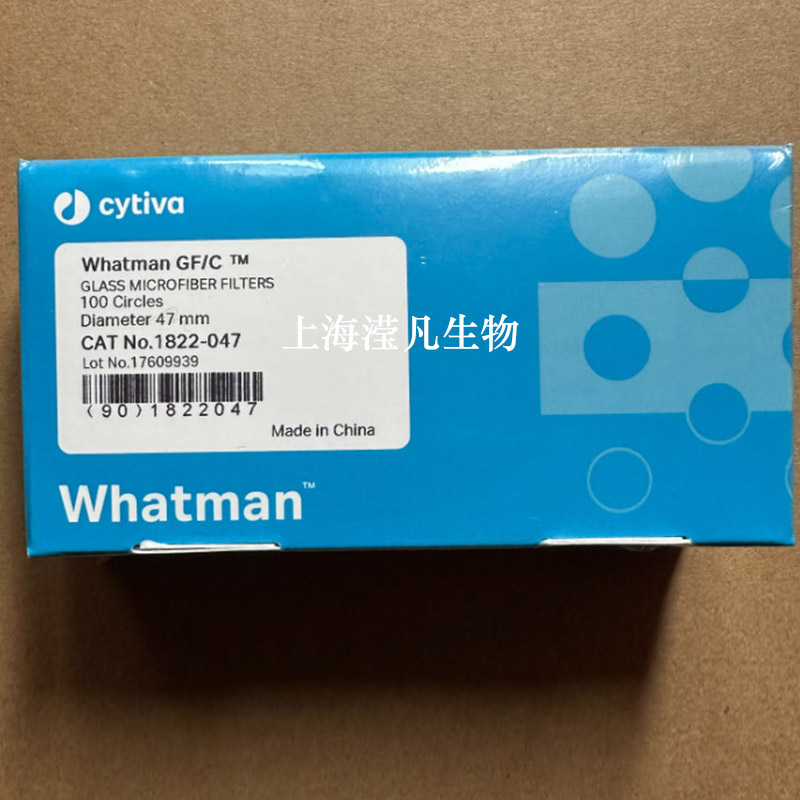 cytiva
Whatman GF/C ™
GLASS MICROFIBER FILTERS
100 Circles
Diameter 47 mm
CAT No.1822-047
Lot No.17609939
(90)1822047
Made in China
上海滢凡生物
Whatman™